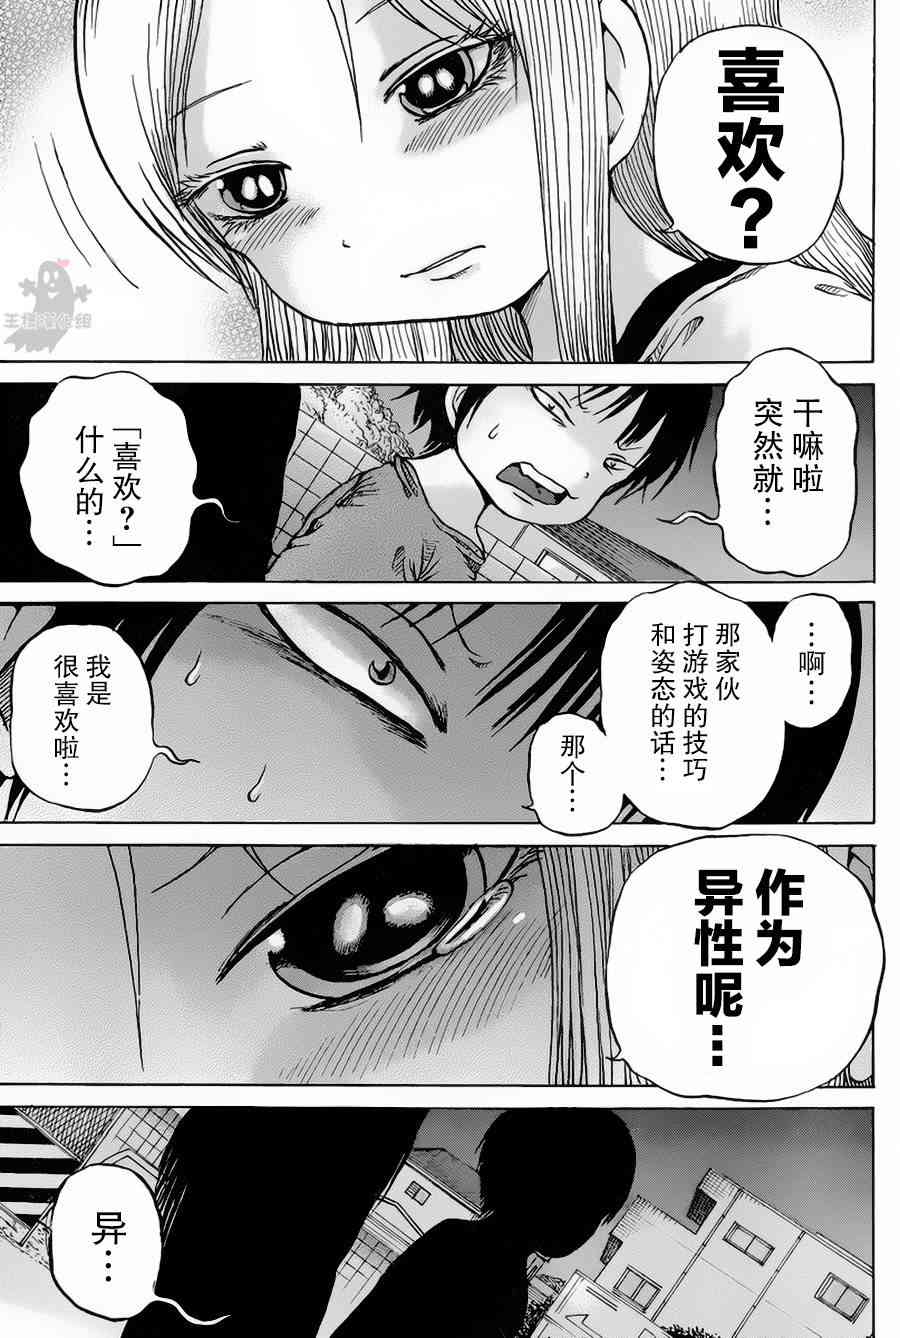 喜欢？
干嘛啦
突然就…
「喜欢？」
什么的…
…啊…
那家伙
打游戏的技巧
和姿态的话…
那个…
我是
很喜欢啦…
作为
异性呢…
异…